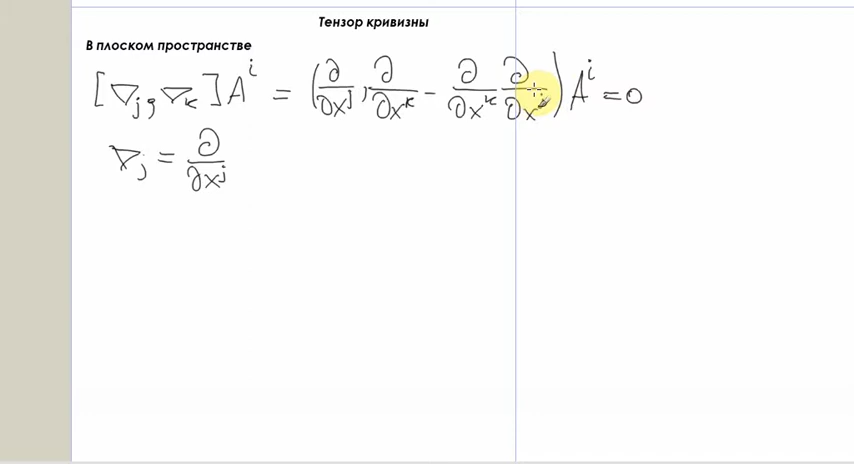 Тензор кривизны
В плоском пространстве
[∇j, ∇k] A^i = (∂/∂x^j, ∂/∂x^k − ∂/∂x^k ∂/∂x) A^i = 0
∇j = ∂/∂x^j